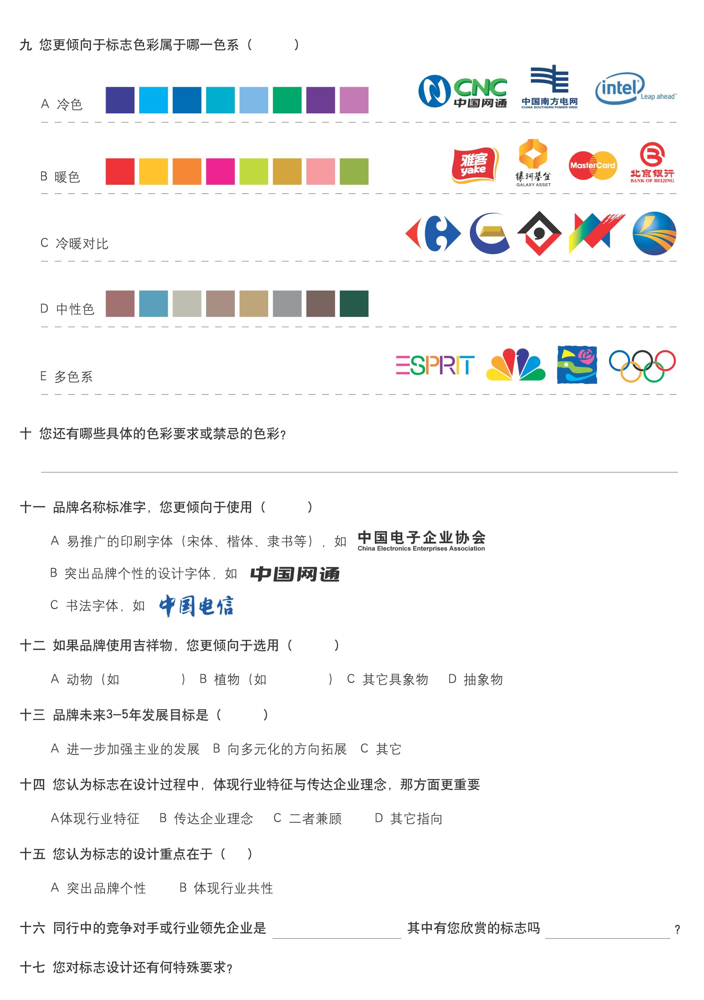 九 您更倾向于标志色彩属于哪一色系（　　　）
A 冷色
CNC
中国网通
中国南方电网
CHINA SOUTHERN POWER GRID
intel
Leap ahead™
B 暖色
雅客
yake
银河基金
GALAXY ASSET
MasterCard
北京银行
BANK OF BEIJING
C 冷暖对比
D 中性色
E 多色系
ESPRIT
十 您还有哪些具体的色彩要求或禁忌的色彩？
十一 品牌名称标准字，您更倾向于使用（　　　）
A 易推广的印刷字体（宋体、楷体、隶书等），如 中国电子企业协会
China Electronics Enterprises Association
B 突出品牌个性的设计字体，如 中国网通
C 书法字体，如 中国电信
十二 如果品牌使用吉祥物，您更倾向于选用（　　　）
A 动物（如　　　　） B 植物（如　　　　） C 其它具象物 D 抽象物
十三 品牌未来3—5年发展目标是（　　　）
A 进一步加强主业的发展 B 向多元化的方向拓展 C 其它
十四 您认为标志在设计过程中，体现行业特征与传达企业理念，那方面更重要
A体现行业特征 B 传达企业理念 C 二者兼顾 D 其它指向
十五 您认为标志的设计重点在于（　　）
A 突出品牌个性 B 体现行业共性
十六 同行中的竞争对手或行业领先企业是 ________ 其中有您欣赏的标志吗 ________ ？
十七 您对标志设计还有何特殊要求？